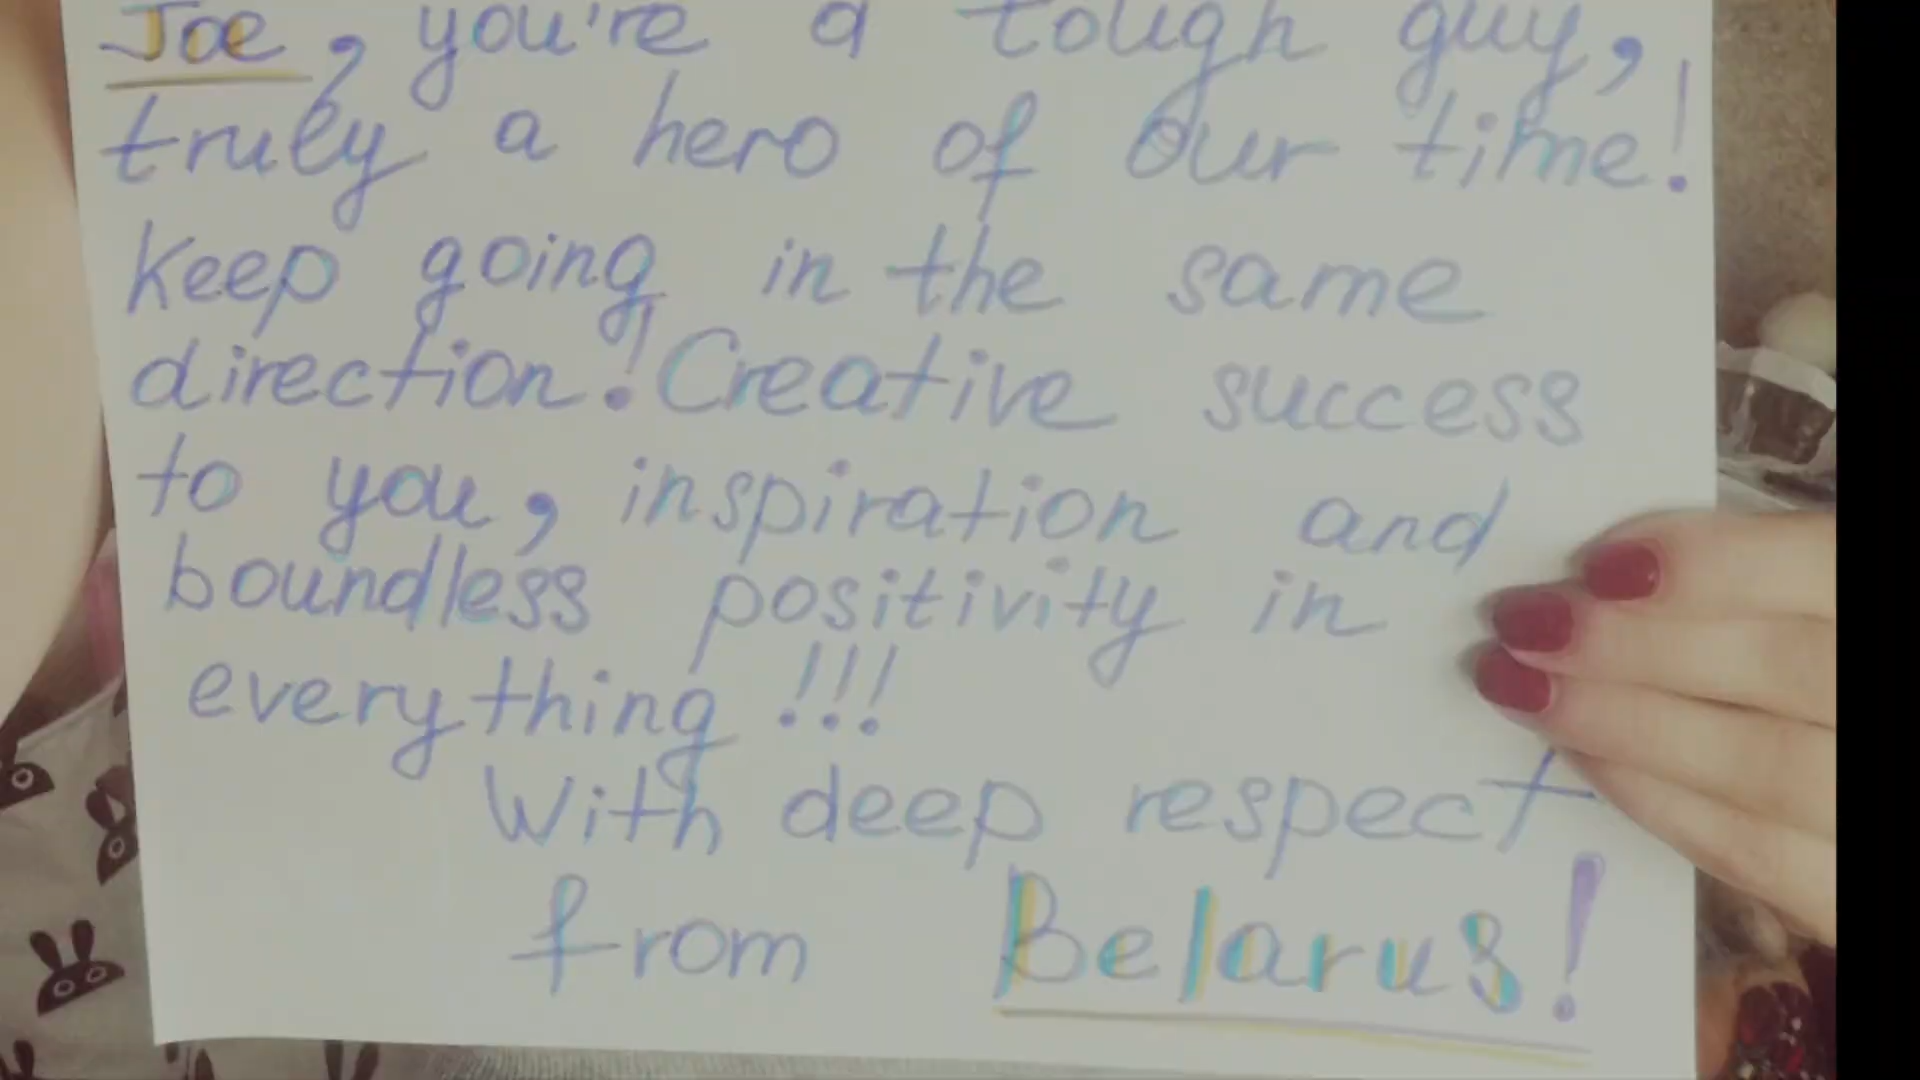 Joe, you're a tough guy,
truly a hero of our time!
Keep going in the same
direction! Creative success
to you, inspiration and
boundless positivity in
everything!!!
With deep respect
from Belarus!